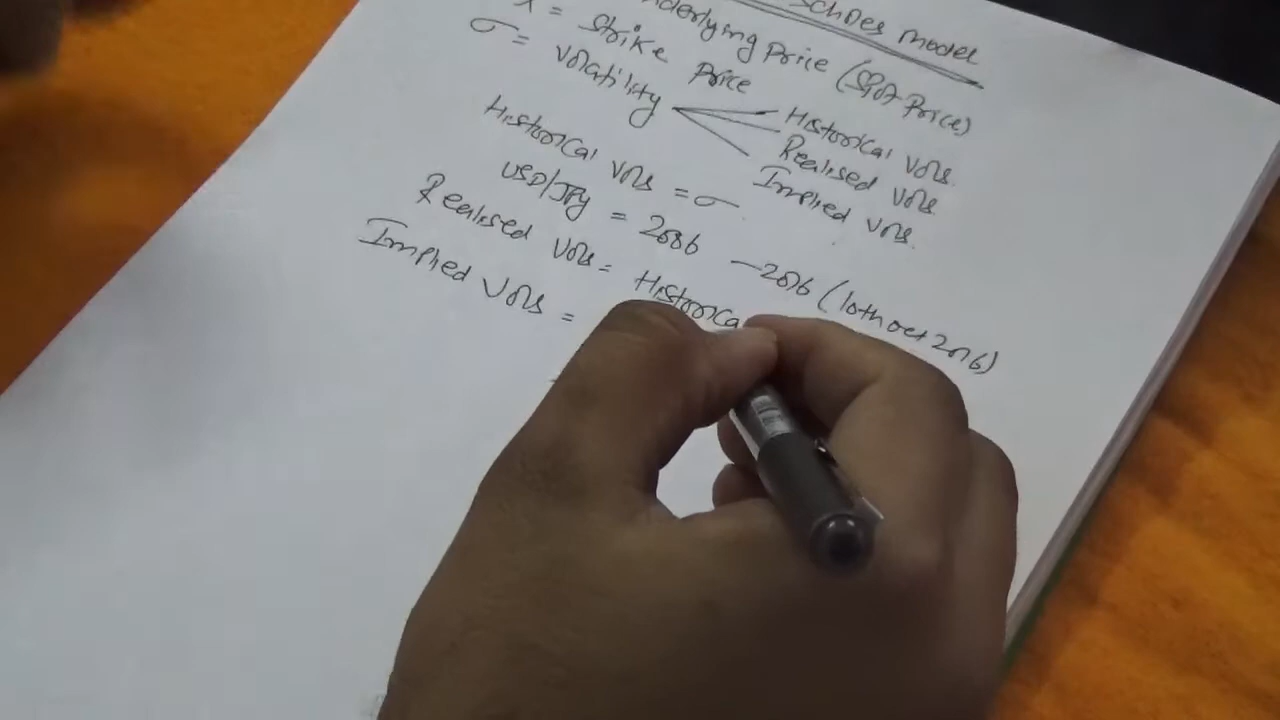 Scholes model
underlying Price (Spot Price)
X = Strike Price
σ = Volatility
Historical Vols.
Realised Vols
Implied Vols.
Historical Vols = σ
USD/JPY = 2006 – 2016 (10th Oct 2016)
Realised Vols = Historica
Implied Vols =